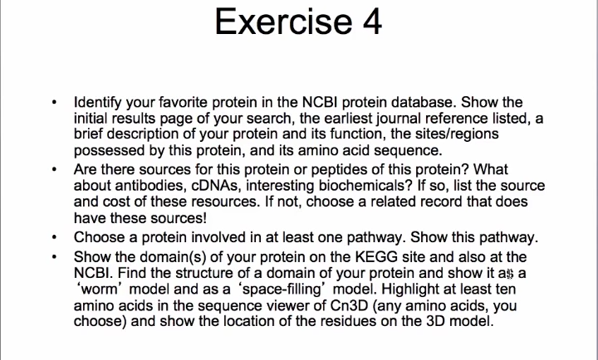 Exercise 4
• Identify your favorite protein in the NCBI protein database. Show the
initial results page of your search, the earliest journal reference listed, a
brief description of your protein and its function, the sites/regions
possessed by this protein, and its amino acid sequence.
• Are there sources for this protein or peptides of this protein? What
about antibodies, cDNAs, interesting biochemicals? If so, list the source
and cost of these resources. If not, choose a related record that does
have these sources!
• Choose a protein involved in at least one pathway. Show this pathway.
• Show the domain(s) of your protein on the KEGG site and also at the
NCBI. Find the structure of a domain of your protein and show it as a
‘worm’ model and as a ‘space-filling’ model. Highlight at least ten
amino acids in the sequence viewer of Cn3D (any amino acids, you
choose) and show the location of the residues on the 3D model.